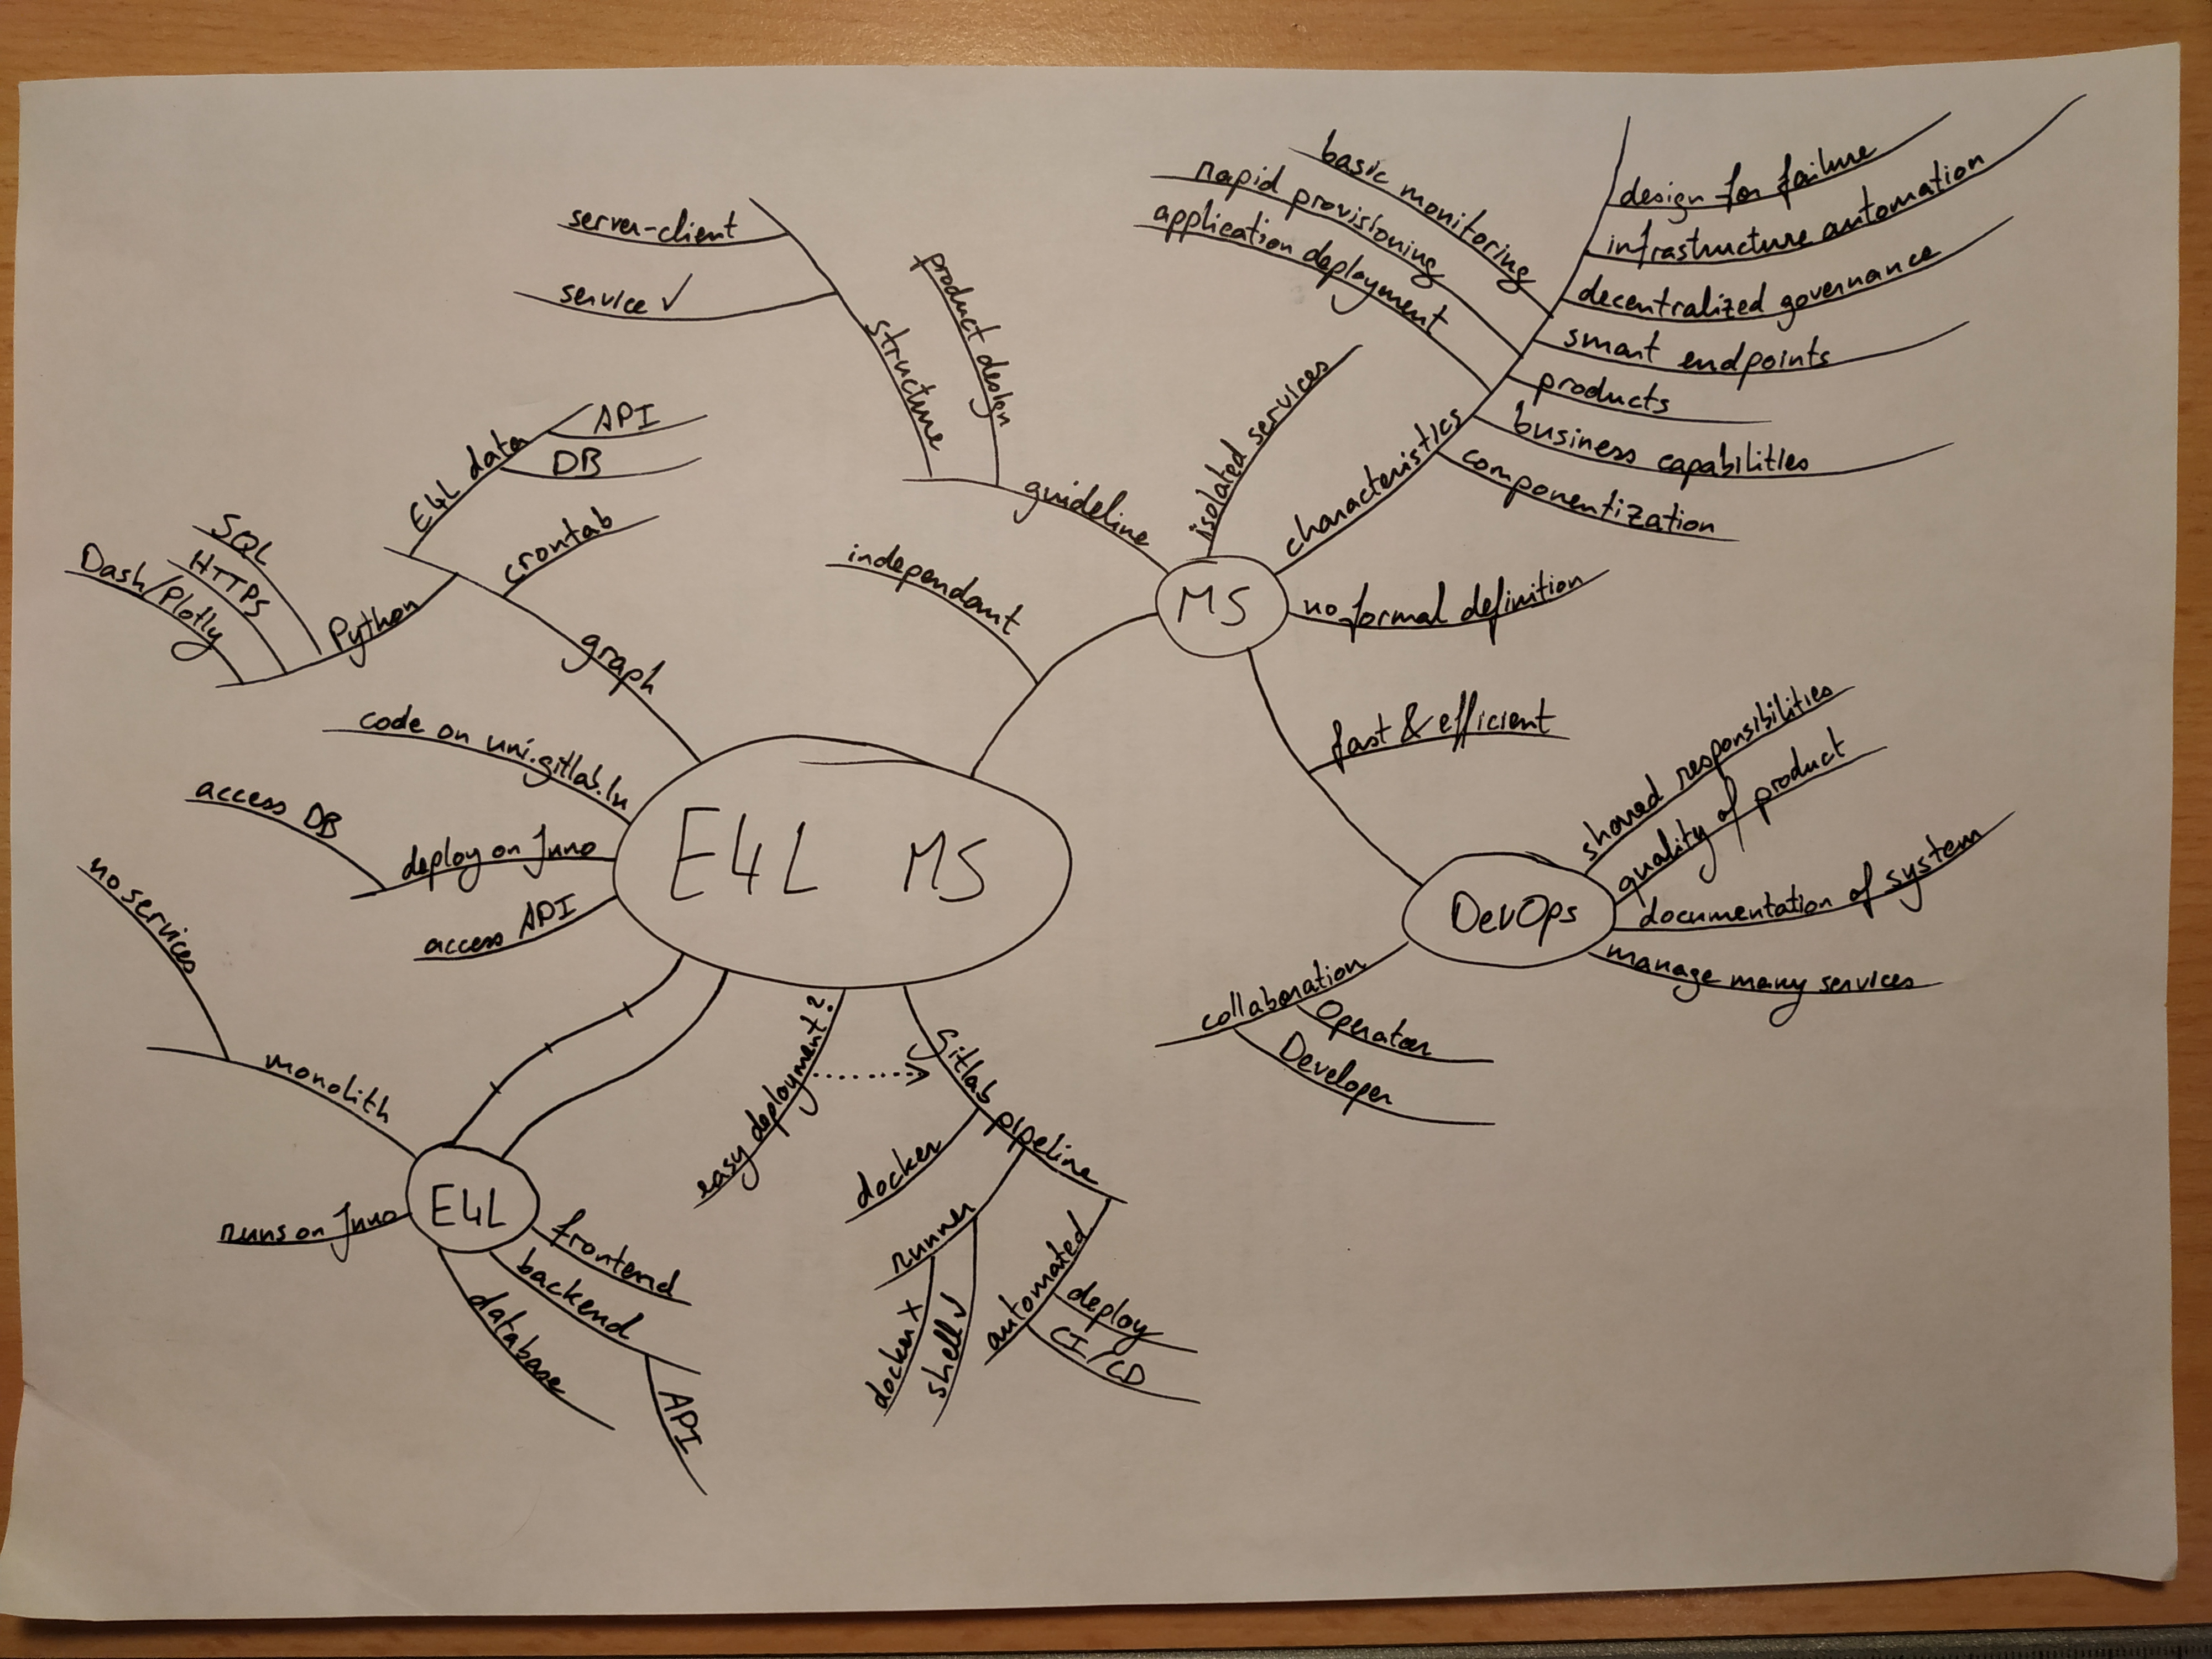 E4L MS
graph
crontab
E4L data
API
DB
Python
SQL
HTTPS
Dash/Plotly
code on uni.gitlab.lu
deploy on Juno
access DB
access API
E4L
monolith
no services
runs on Juno
frontend
backend
API
database
easy deployment?
Gitlab pipeline
docker
runner
docker ×
shell ✓
automated
deploy
CI/CD
independant
MS
guideline
structure
server-client
service ✓
product design
isolated services
characteristics
basic monitoring
rapid provisioning
application deployment
design for failure
infrastructure automation
decentralized governance
smart endpoints
products
business capabilities
componentization
no formal definition
fast & efficient
DevOps
shared responsibilities
quality of product
documentation of system
manage many services
collaboration
Operator
Developer